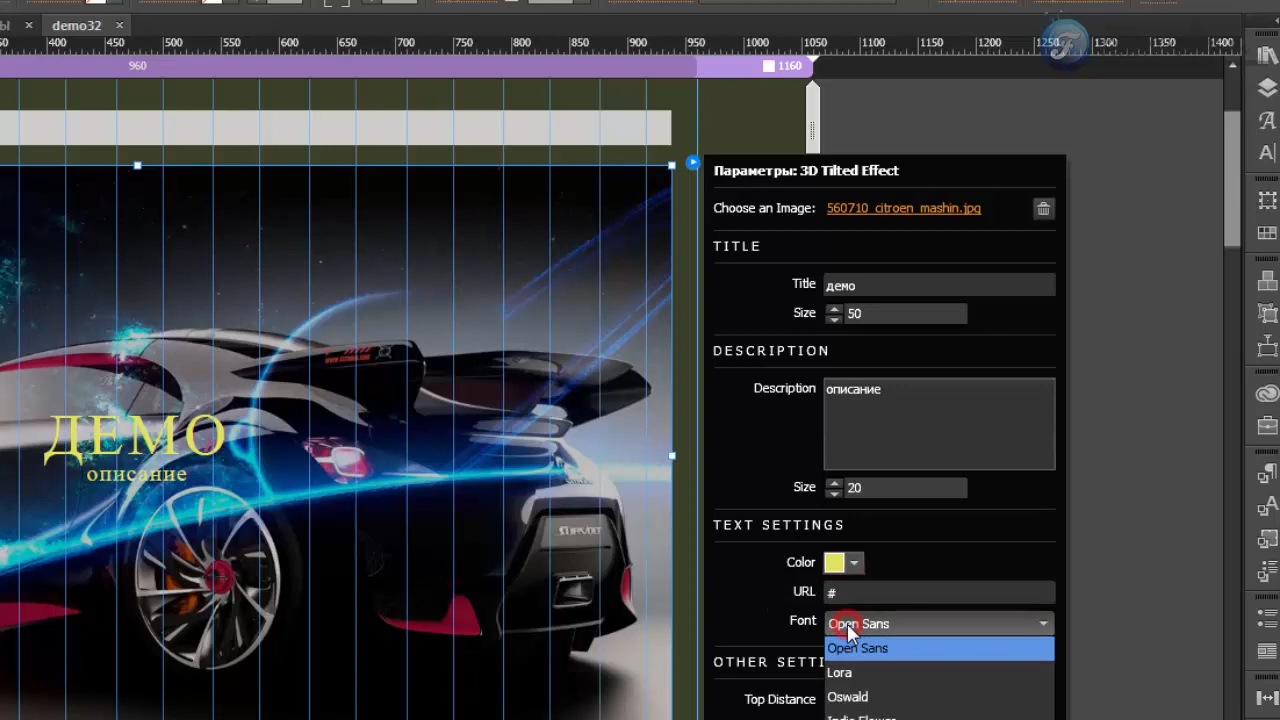 ы × demo32 ×
400 450 500 550 600 650 700 750 800 850 900 950 1000 1050 1100 1150 1200 1250 1300 1350 1400
960 1160
Параметры: 3D Tilted Effect
Choose an Image: 560710_citroen_mashin.jpg
TITLE
Title демо
Size 50
DESCRIPTION
Description описание
Size 20
TEXT SETTINGS
Color
URL #
Font Open Sans
Open Sans
Lora
Oswald
OTHER SETTI
Top Distance
ДЕМО
описание